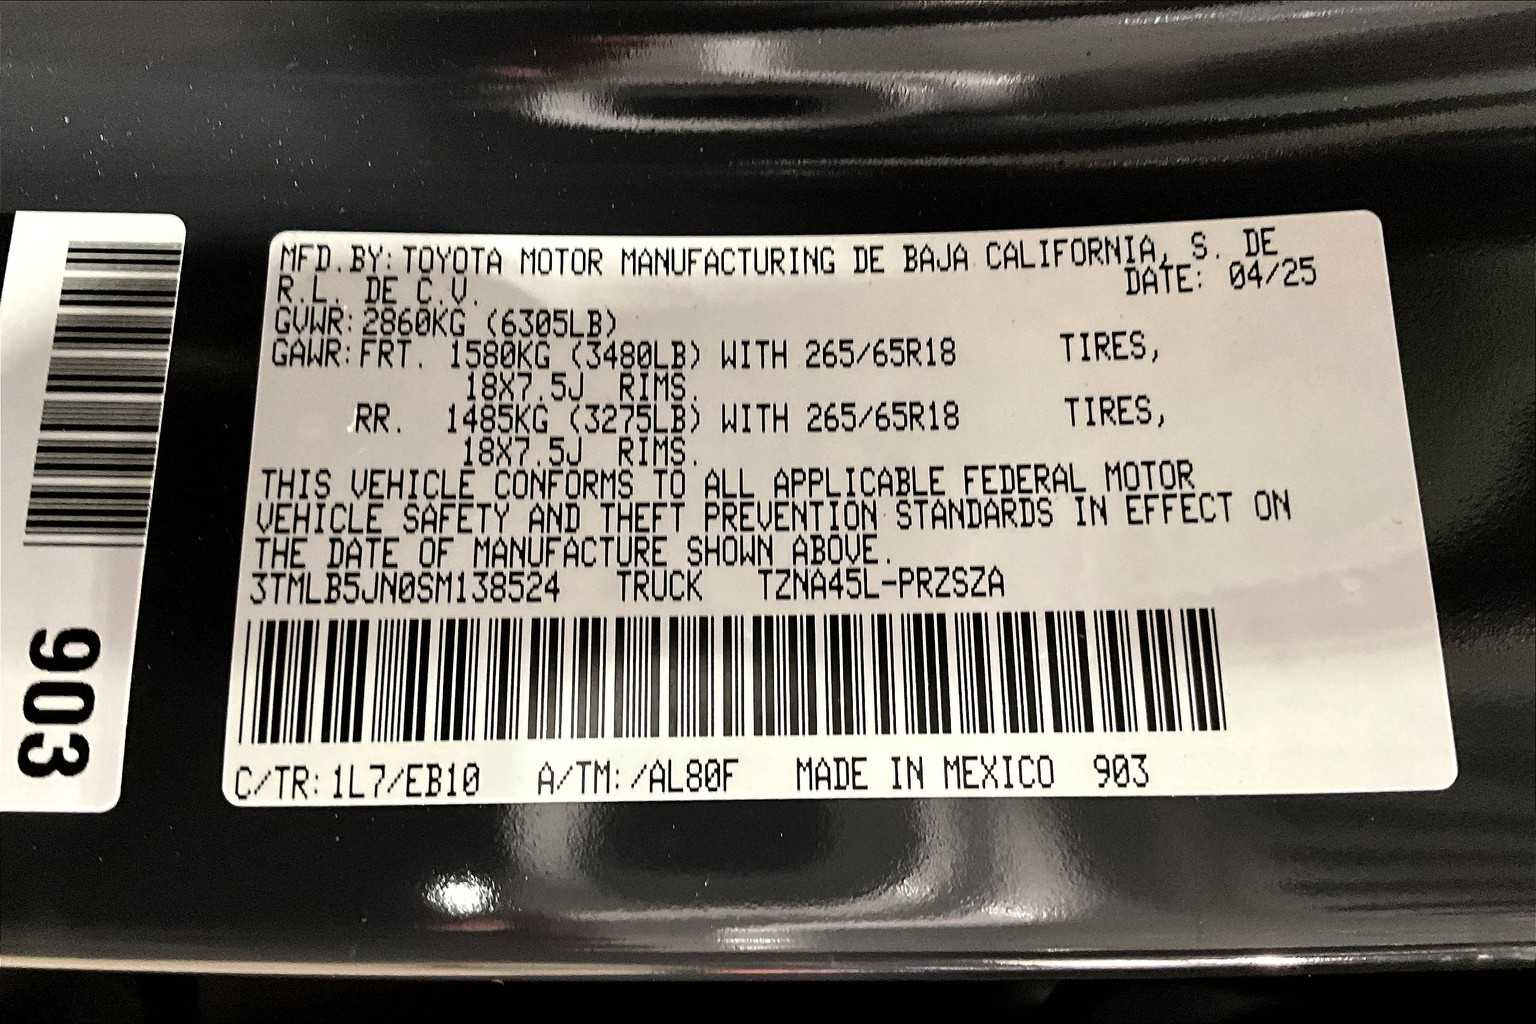 MFD.BY: TOYOTA MOTOR MANUFACTURING DE BAJA CALIFORNIA, S. DE
R.L. DE C.V. DATE: 04/25
GVWR: 2860KG (6305LB)
GAWR: FRT. 1580KG (3480LB) WITH 265/65R18 TIRES,
18X7.5J RIMS.
RR. 1485KG (3275LB) WITH 265/65R18 TIRES,
18X7.5J RIMS.
THIS VEHICLE CONFORMS TO ALL APPLICABLE FEDERAL MOTOR
VEHICLE SAFETY AND THEFT PREVENTION STANDARDS IN EFFECT ON
THE DATE OF MANUFACTURE SHOWN ABOVE.
3TMLB5JN0SM138524 TRUCK TZNA45L-PRZSZA
C/TR: 1L7/EB10 A/TM: /AL80F MADE IN MEXICO 903
903